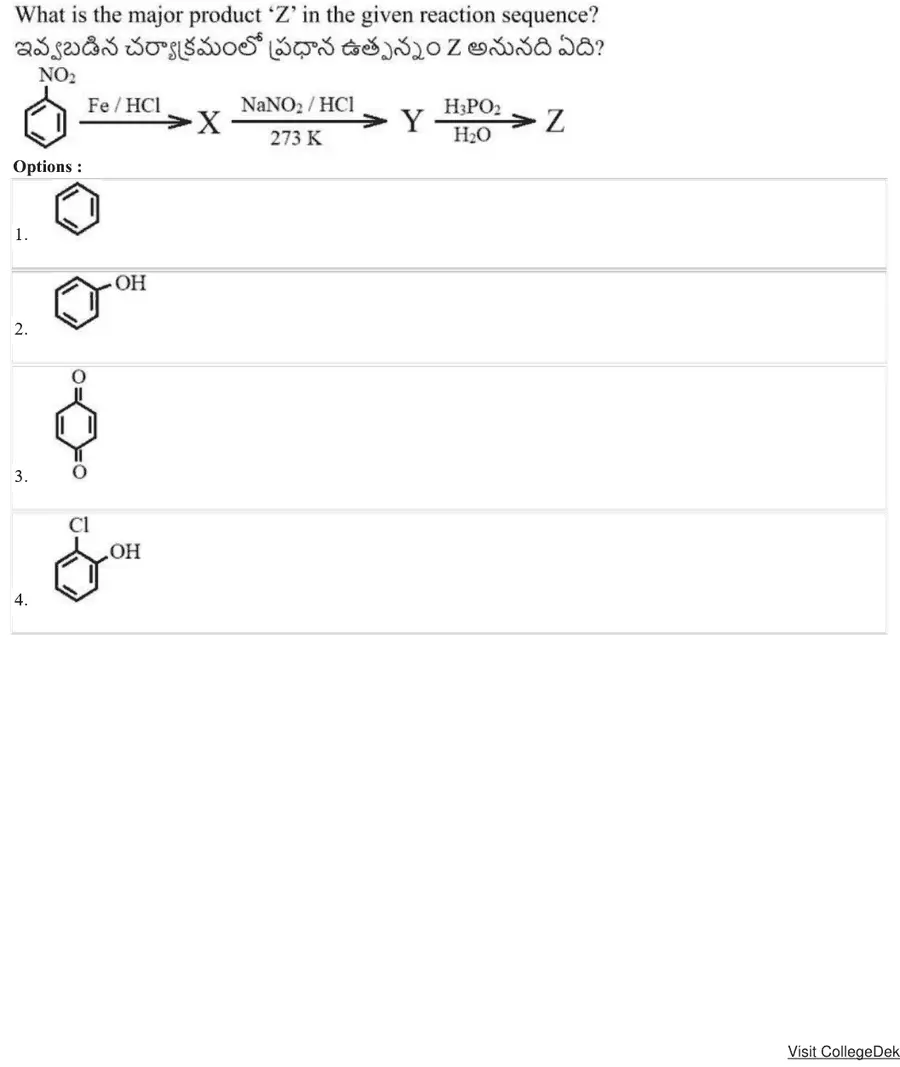 What is the major product ‘Z’ in the given reaction sequence?
ఇవ్వబడిన చర్యాక్రమంలో ప్రధాన ఉత్పన్నం Z అనునది ఏది?
NO₂
Fe / HCl X NaNO₂ / HCl 273 K Y H₃PO₂ H₂O Z
Options :
1.
OH
2.
O
O
3.
Cl
OH
4.
Visit CollegeDek